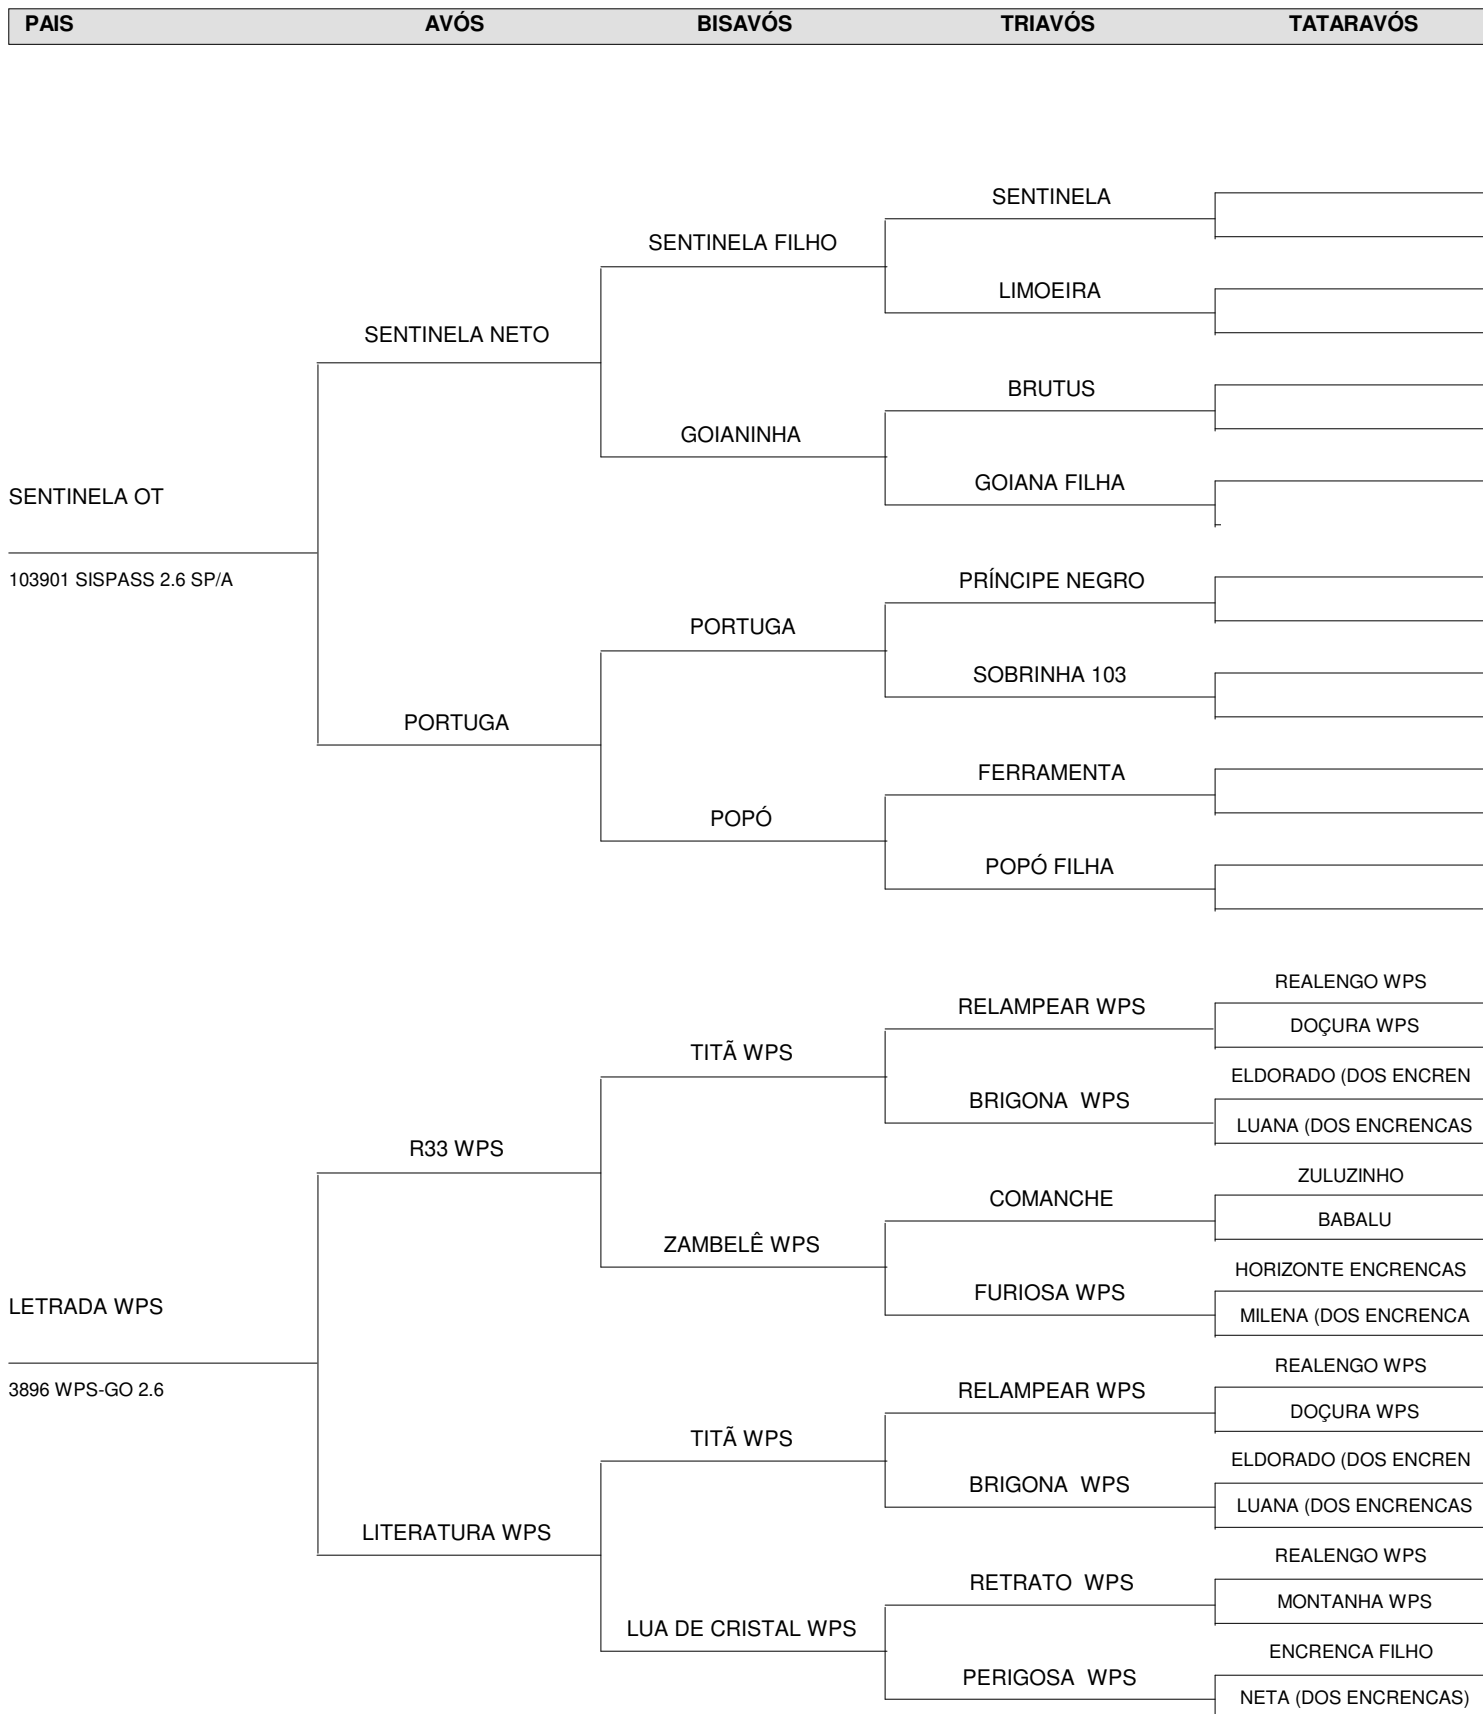 PAIS AVÓS BISAVÓS TRIAVÓS TATARAVÓS
SENTINELA
SENTINELA FILHO
LIMOEIRA
SENTINELA NETO
BRUTUS
GOIANINHA
GOIANA FILHA
SENTINELA OT
103901 SISPASS 2.6 SP/A
PRÍNCIPE NEGRO
PORTUGA
SOBRINHA 103
PORTUGA
FERRAMENTA
POPÓ
POPÓ FILHA
REALENGO WPS
RELAMPEAR WPS
DOÇURA WPS
TITÃ WPS
ELDORADO (DOS ENCREN
BRIGONA WPS
LUANA (DOS ENCRENCAS
R33 WPS
ZULUZINHO
COMANCHE
BABALU
ZAMBELÊ WPS
HORIZONTE ENCRENCAS
FURIOSA WPS
MILENA (DOS ENCRENCA
LETRADA WPS
3896 WPS-GO 2.6
REALENGO WPS
RELAMPEAR WPS
DOÇURA WPS
TITÃ WPS
ELDORADO (DOS ENCREN
BRIGONA WPS
LUANA (DOS ENCRENCAS
LITERATURA WPS
REALENGO WPS
RETRATO WPS
MONTANHA WPS
LUA DE CRISTAL WPS
ENCRENCA FILHO
PERIGOSA WPS
NETA (DOS ENCRENCAS)